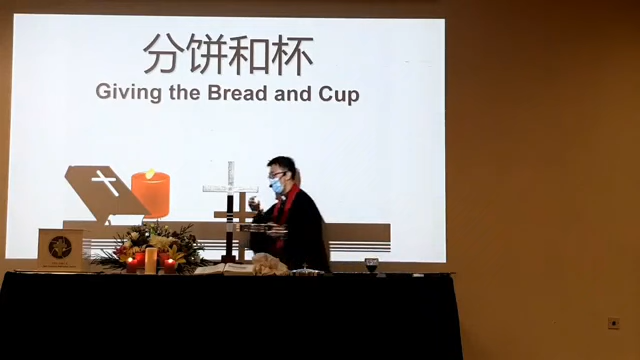 分饼和杯
Giving the Bread and Cup